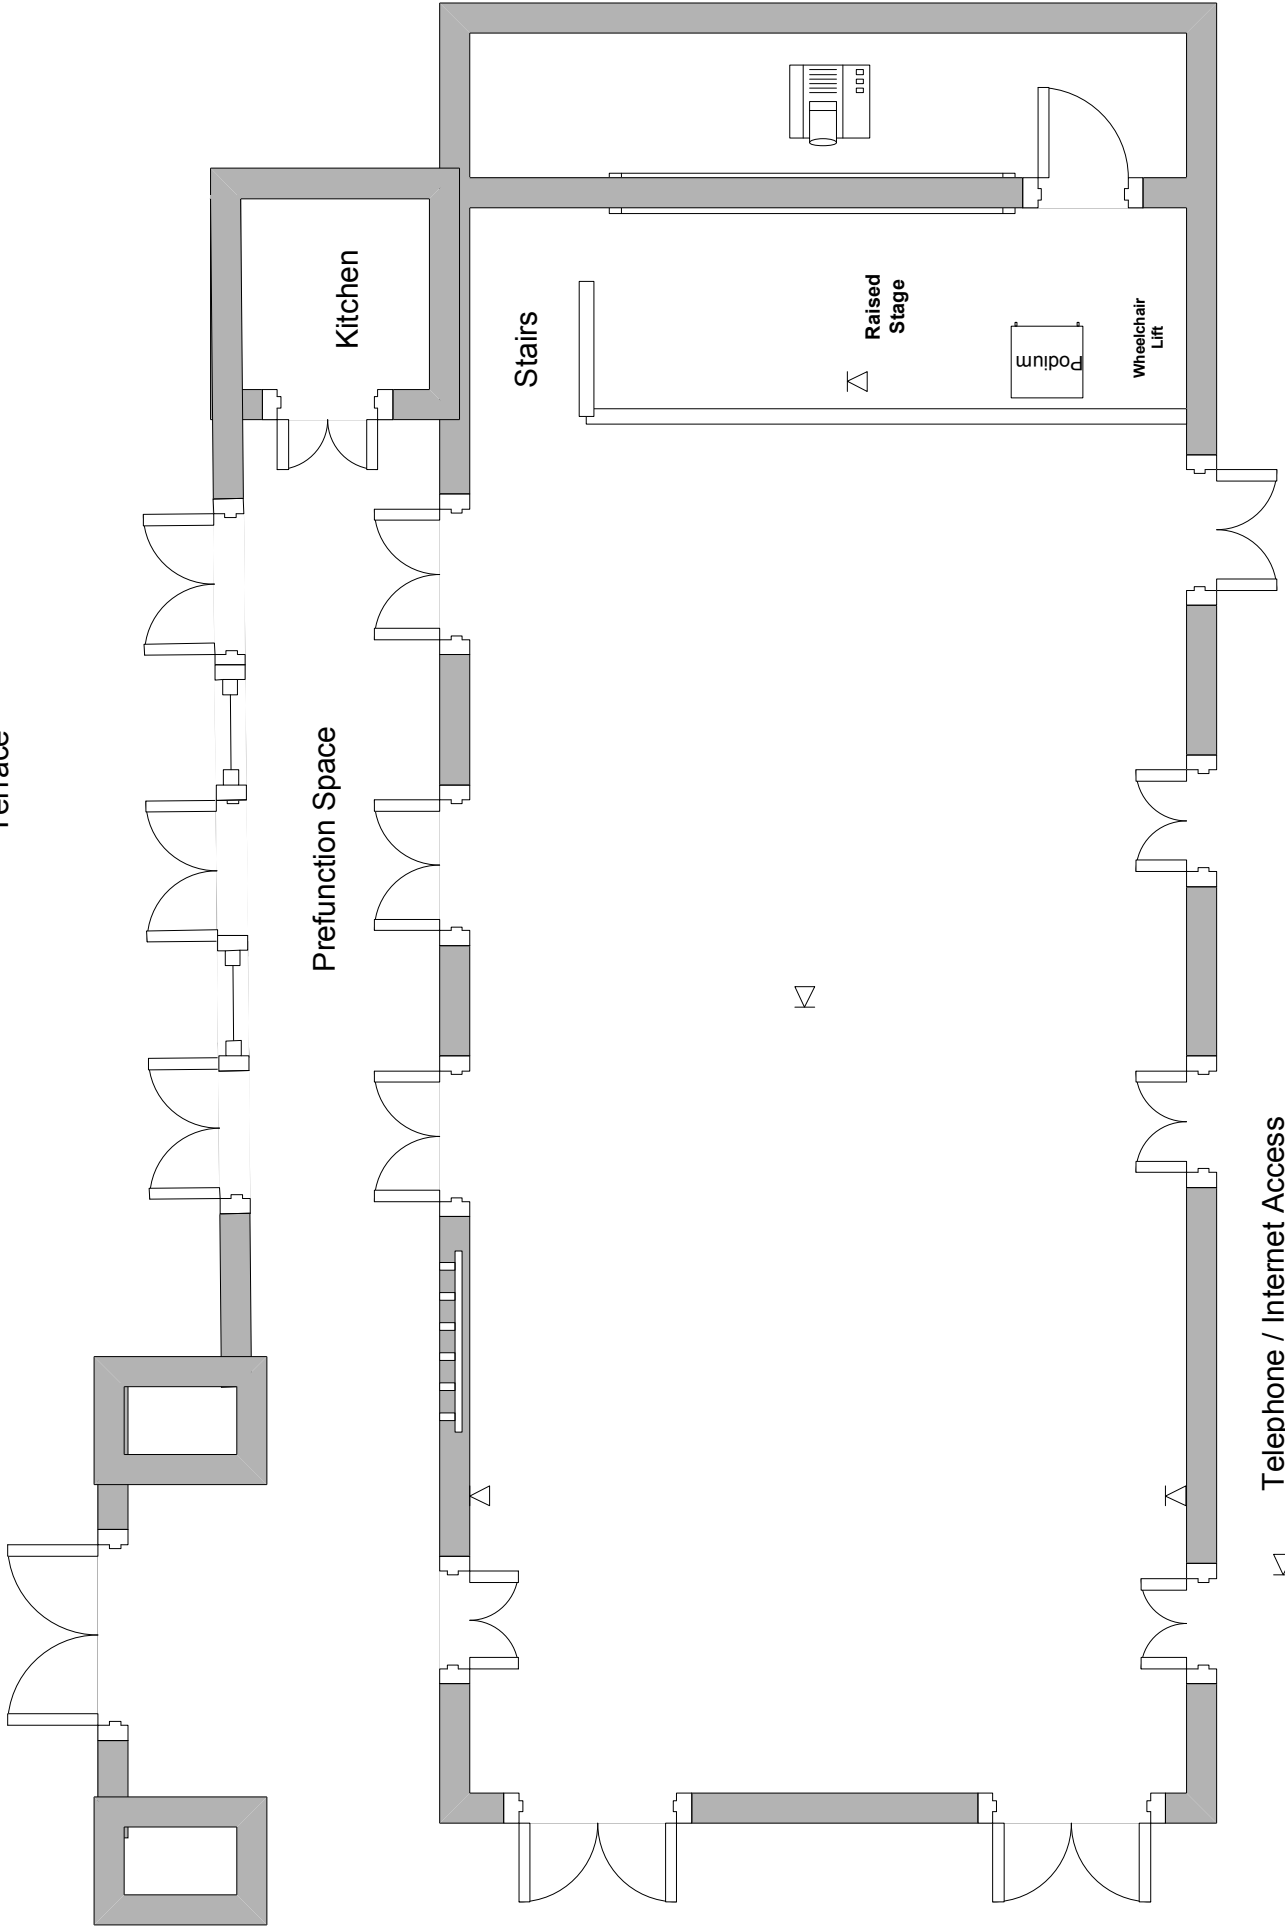 Terrace
Kitchen
Stairs
Raised
Stage
Podium
Wheelchair
Lift
Prefunction Space
Telephone / Internet Access